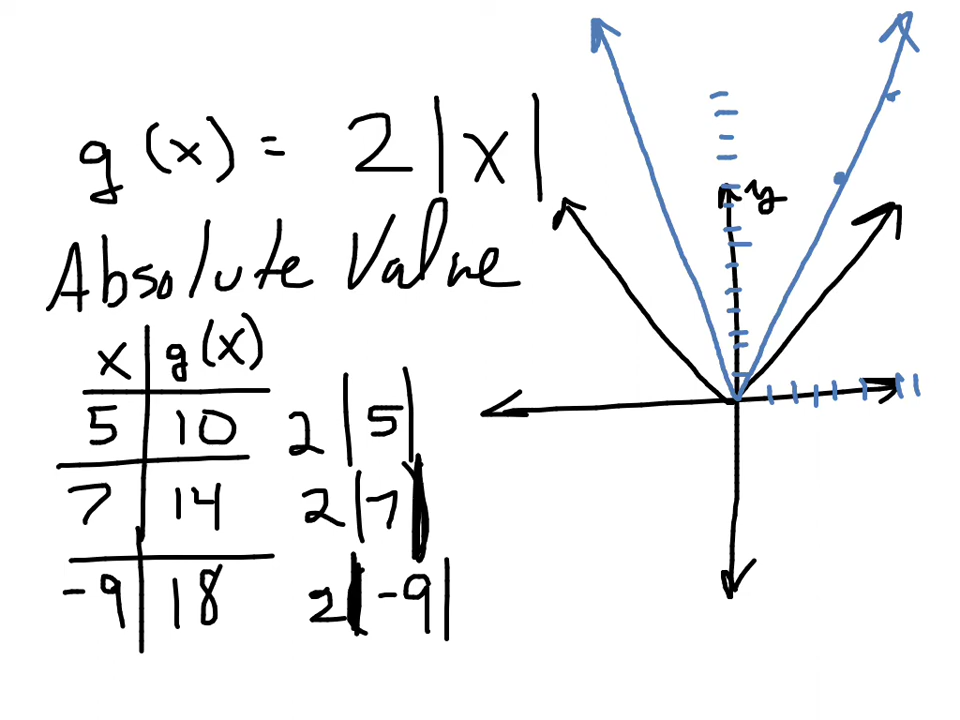 g(x) = 2|x|
Absolute Value
x g(x)
5 10 2|5|
7 14 2|7|
-9 18 2|-9|
y